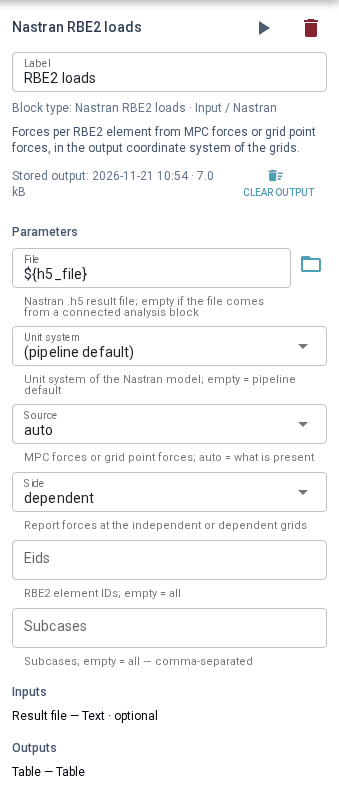 Nastran RBE2 loads
Label
RBE2 loads
Block type: Nastran RBE2 loads · Input / Nastran
Forces per RBE2 element from MPC forces or grid point
forces, in the output coordinate system of the grids.
Stored output: 2026-11-21 10:54 · 7.0
kB
CLEAR OUTPUT
Parameters
File
${h5_file}
Nastran .h5 result file; empty if the file comes
from a connected analysis block
Unit system
(pipeline default)
Unit system of the Nastran model; empty = pipeline
default
Source
auto
MPC forces or grid point forces; auto = what is present
Side
dependent
Report forces at the independent or dependent grids
Eids
RBE2 element IDs; empty = all
Subcases
Subcases; empty = all — comma-separated
Inputs
Result file — Text · optional
Outputs
Table — Table